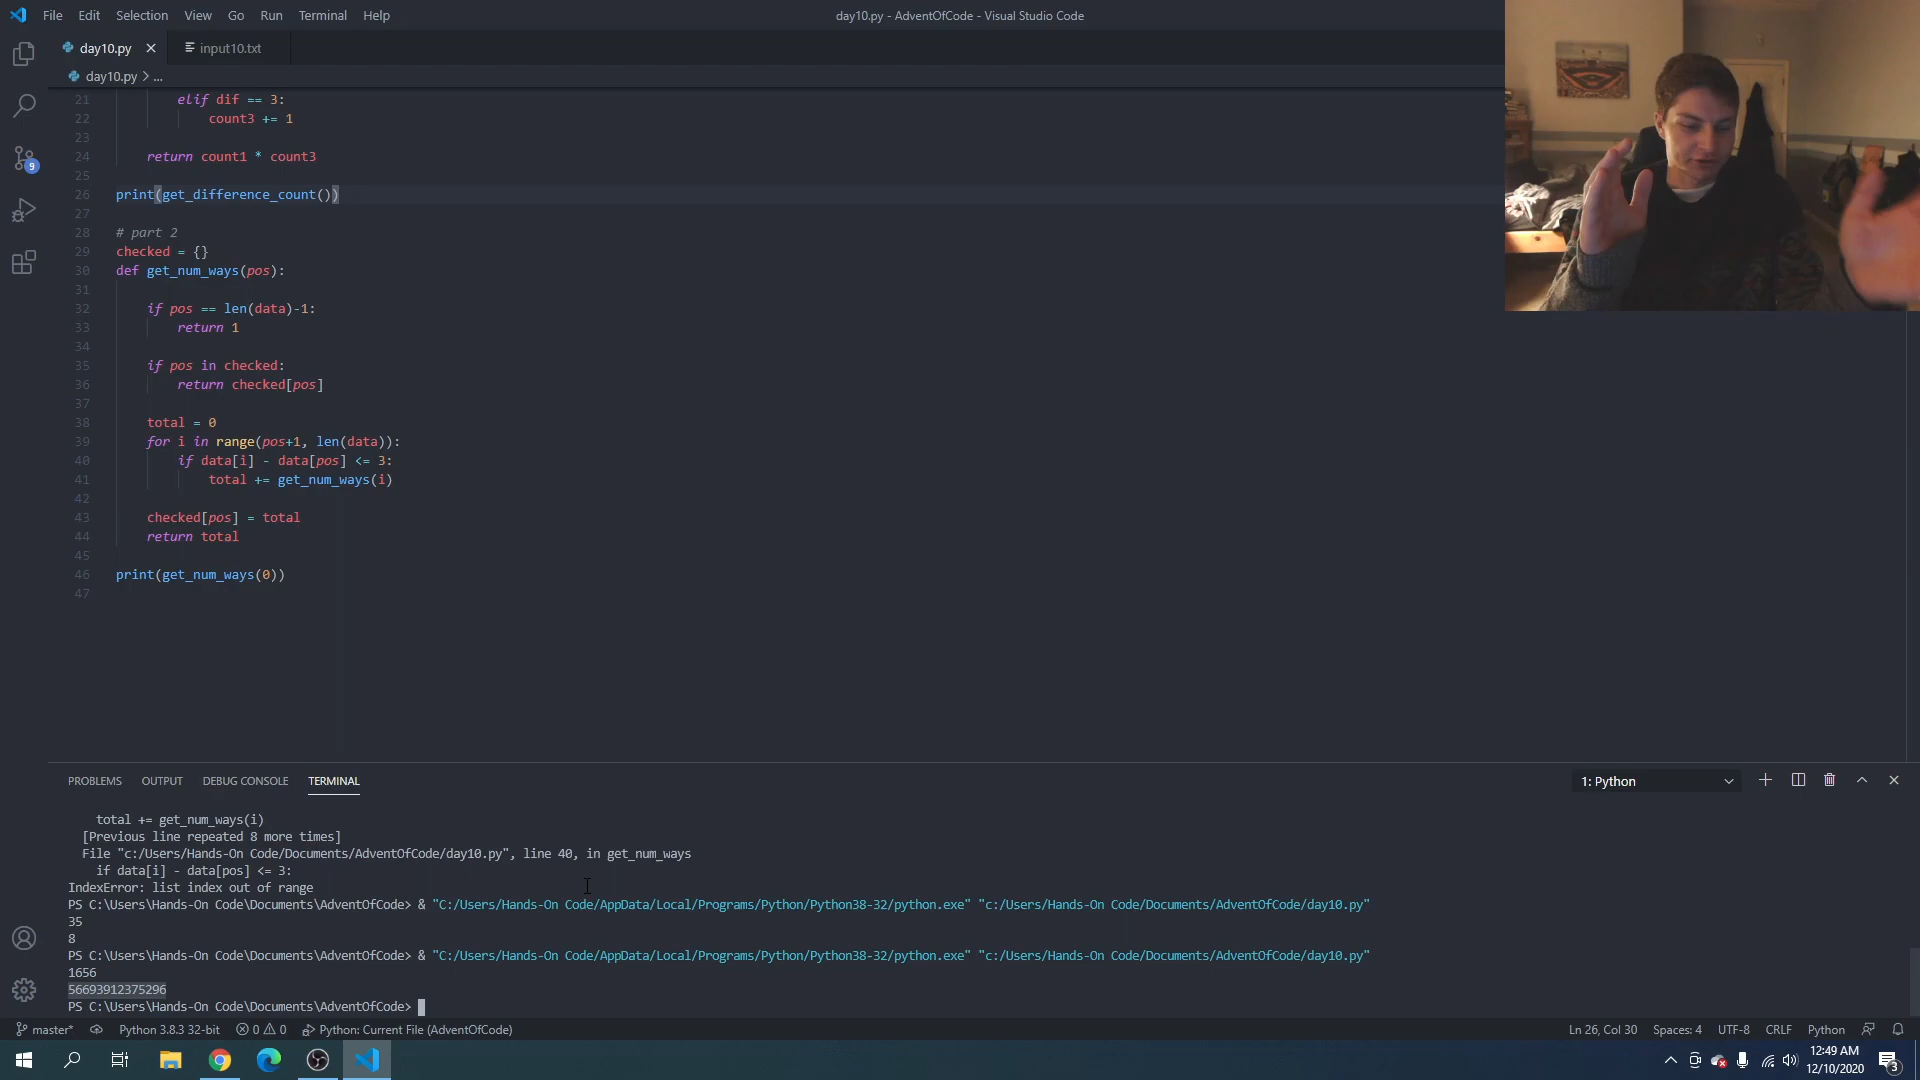 File Edit Selection View Go Run Terminal Help
day10.py - AdventOfCode - Visual Studio Code
day10.py
input10.txt
day10.py > ...
21 elif dif == 3:
22 count3 += 1
23
24 return count1 * count3
25
26 print(get_difference_count())
27
28 # part 2
29 checked = {}
30 def get_num_ways(pos):
31
32 if pos == len(data)-1:
33 return 1
34
35 if pos in checked:
36 return checked[pos]
37
38 total = 0
39 for i in range(pos+1, len(data)):
40 if data[i] - data[pos] <= 3:
41 total += get_num_ways(i)
42
43 checked[pos] = total
44 return total
45
46 print(get_num_ways(0))
47
9
PROBLEMS OUTPUT DEBUG CONSOLE TERMINAL
1: Python
total += get_num_ways(i)
[Previous line repeated 8 more times]
File "c:/Users/Hands-On Code/Documents/AdventOfCode/day10.py", line 40, in get_num_ways
if data[i] - data[pos] <= 3:
IndexError: list index out of range
PS C:\Users\Hands-On Code\Documents\AdventOfCode> & "C:/Users/Hands-On Code/AppData/Local/Programs/Python/Python38-32/python.exe" "c:/Users/Hands-On Code/Documents/AdventOfCode/day10.py"
35
8
PS C:\Users\Hands-On Code\Documents\AdventOfCode> & "C:/Users/Hands-On Code/AppData/Local/Programs/Python/Python38-32/python.exe" "c:/Users/Hands-On Code/Documents/AdventOfCode/day10.py"
1656
56693912375296
PS C:\Users\Hands-On Code\Documents\AdventOfCode>
master* Python 3.8.3 32-bit 0 0 Python: Current File (AdventOfCode)
Ln 26, Col 30 Spaces: 4 UTF-8 CRLF Python
12:49 AM
12/10/2020
3